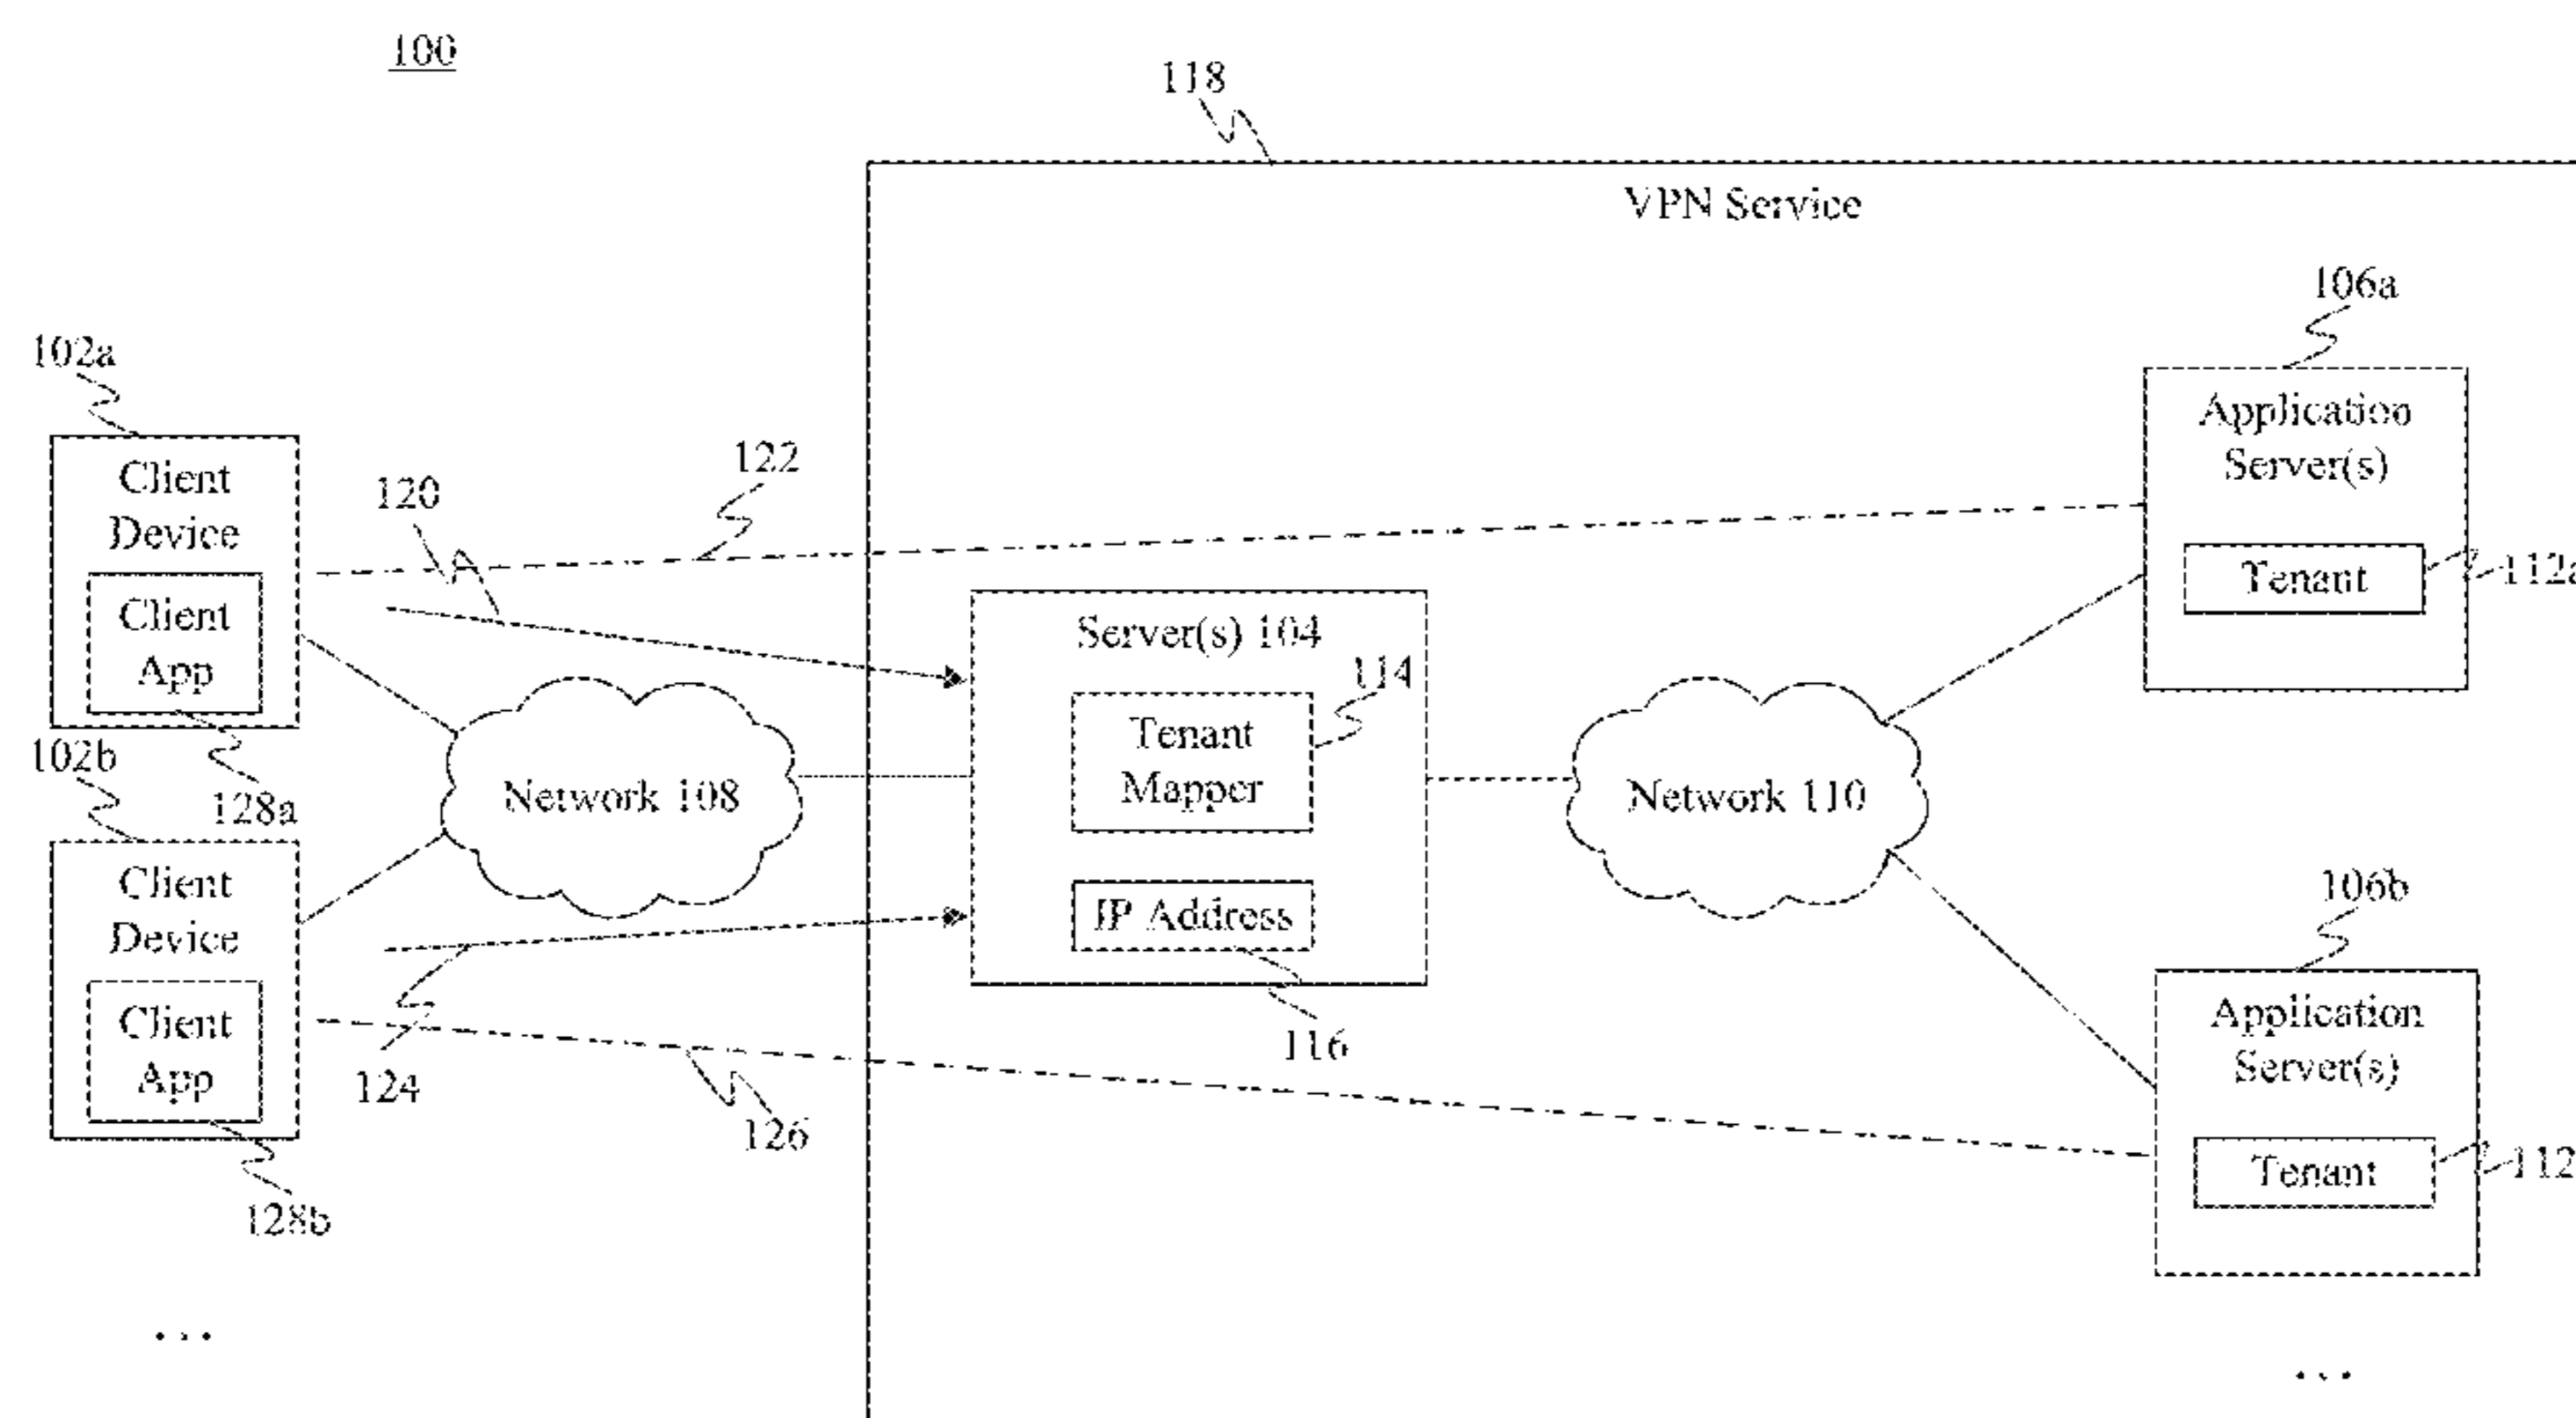 100
118
VPN Service
106a
102a
Application
Server(s)
Client
Device
122
120
Tenant
112a
Client
App
Server(s) 104
114
Tenant
Mapper
102b
128a
Network 108
Network 110
Client
Device
IP Address
106b
Application
Server(s)
Client
App
116
124
126
Tenant
112
128b
...
...